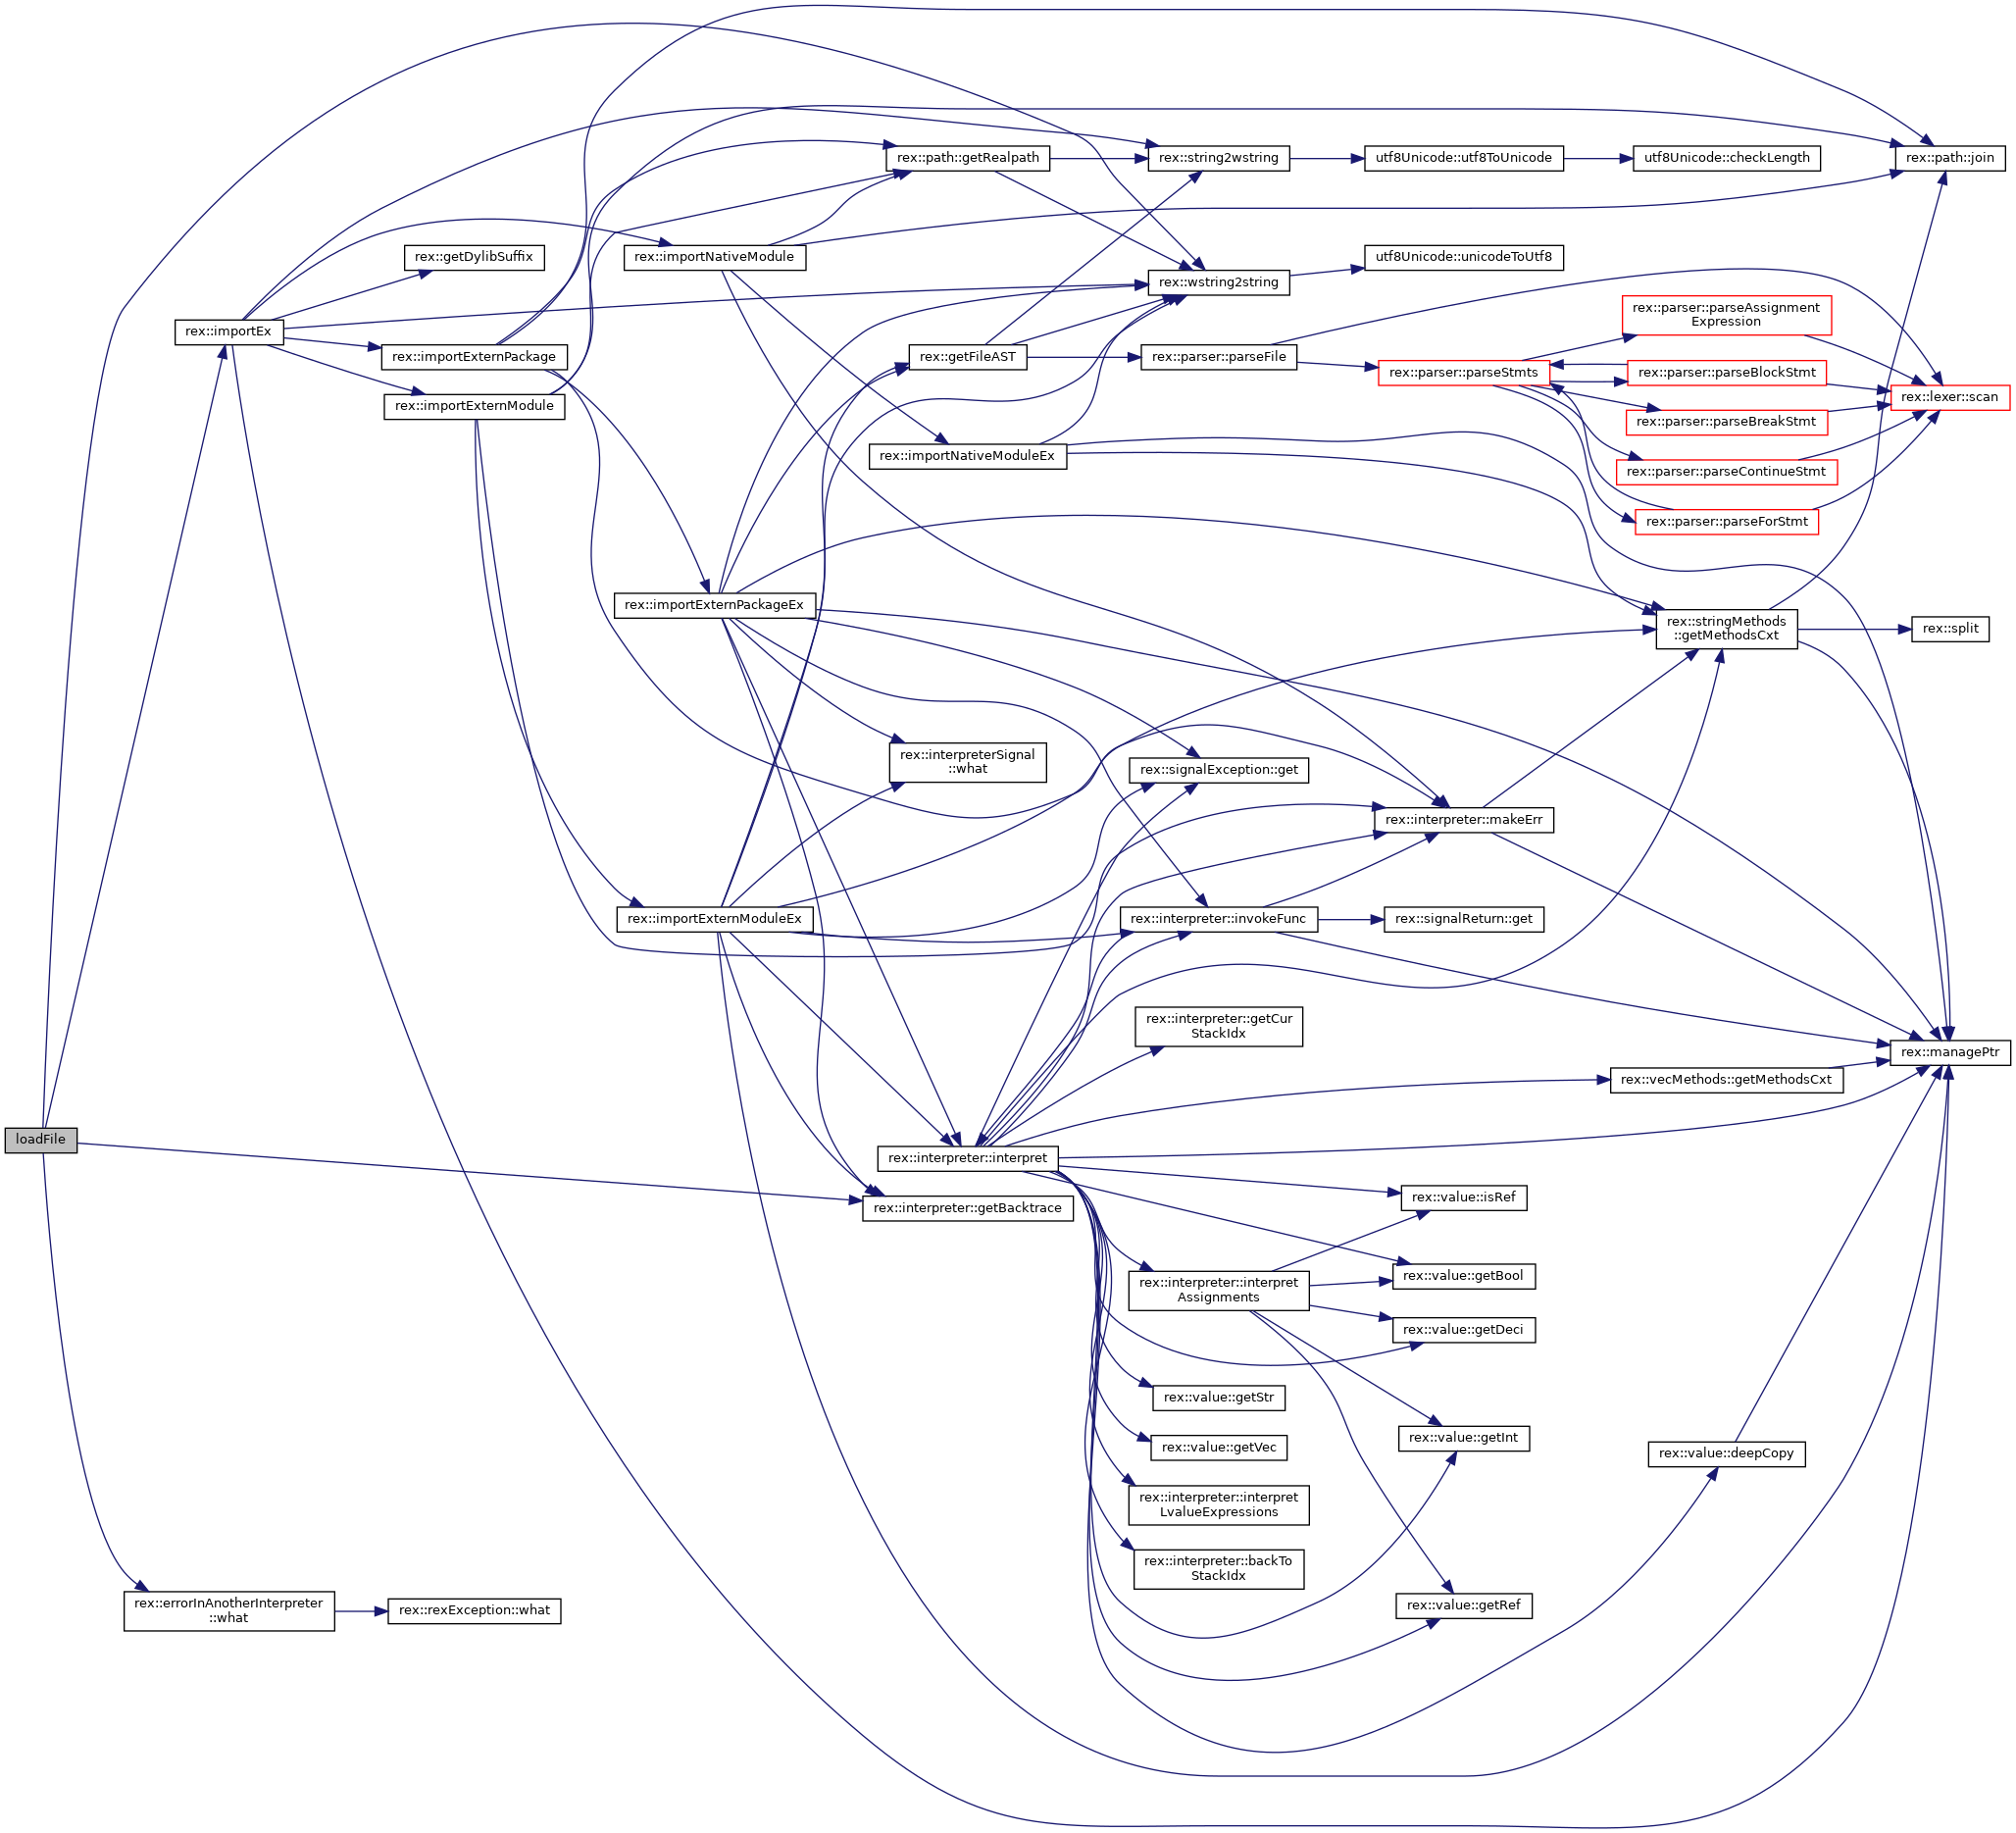 rex::path::getRealpath
rex::string2wstring
utf8Unicode::utf8ToUnicode
utf8Unicode::checkLength
rex::path::join
rex::getDylibSuffix
rex::importNativeModule
utf8Unicode::unicodeToUtf8
rex::wstring2string
rex::parser::parseAssignment
Expression
rex::importEx
rex::importExternPackage
rex::getFileAST
rex::parser::parseFile
rex::parser::parseStmts
rex::parser::parseBlockStmt
rex::lexer::scan
rex::importExternModule
rex::parser::parseBreakStmt
rex::importNativeModuleEx
rex::parser::parseContinueStmt
rex::parser::parseForStmt
rex::importExternPackageEx
rex::stringMethods
::getMethodsCxt
rex::split
rex::interpreterSignal
::what
rex::signalException::get
rex::interpreter::makeErr
rex::importExternModuleEx
rex::interpreter::invokeFunc
rex::signalReturn::get
rex::interpreter::getCur
StackIdx
rex::managePtr
rex::vecMethods::getMethodsCxt
loadFile
rex::interpreter::interpret
rex::value::isRef
rex::interpreter::getBacktrace
rex::value::getBool
rex::interpreter::interpret
Assignments
rex::value::getDeci
rex::value::getStr
rex::value::getInt
rex::value::getVec
rex::value::deepCopy
rex::interpreter::interpret
LvalueExpressions
rex::interpreter::backTo
StackIdx
rex::errorInAnotherInterpreter
::what
rex::rexException::what
rex::value::getRef